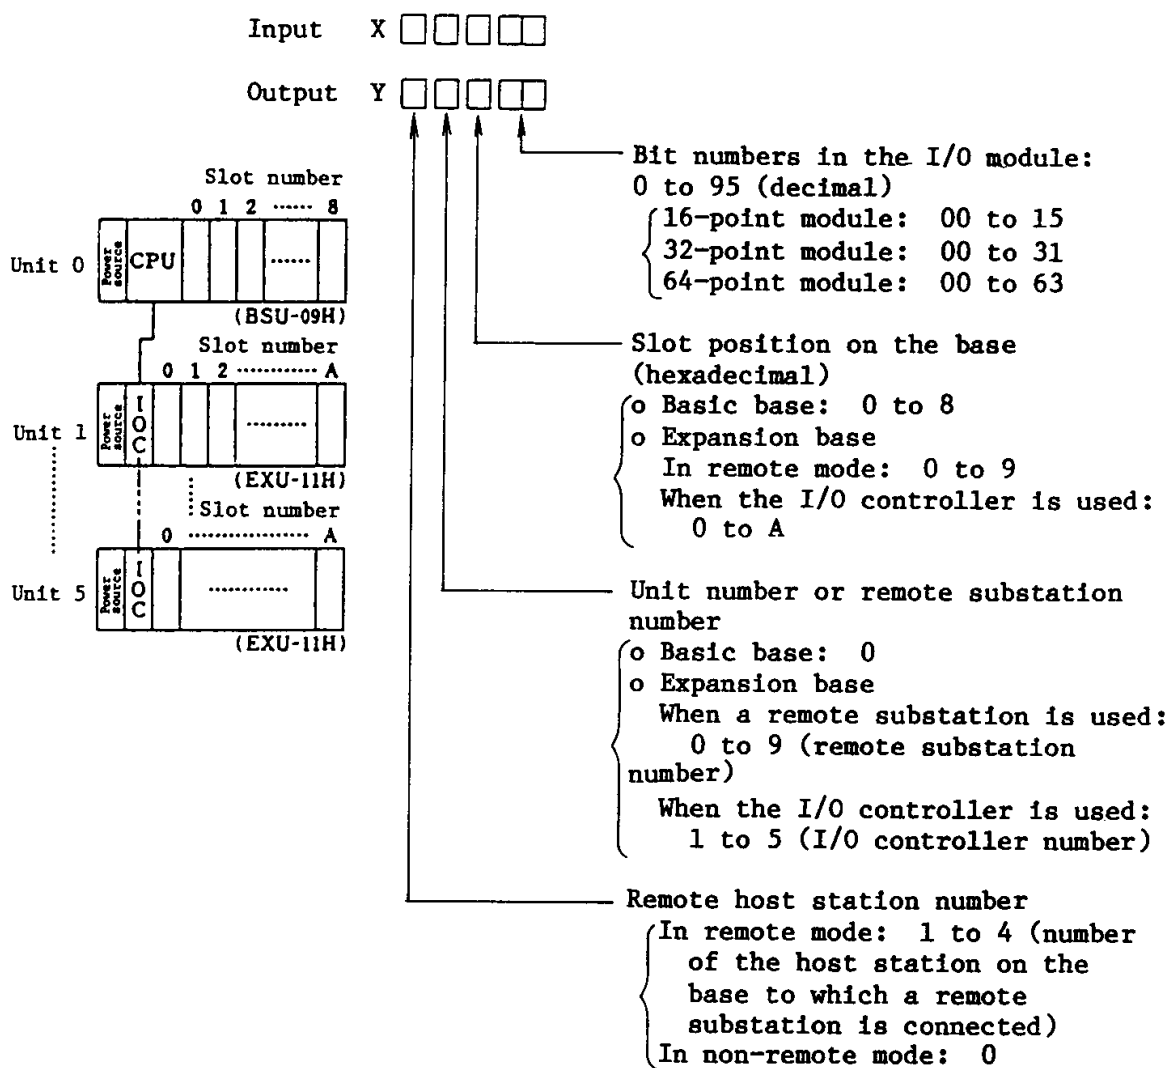 Input X
Output Y
Bit numbers in the I/O module:
0 to 95 (decimal)
16-point module: 00 to 15
32-point module: 00 to 31
64-point module: 00 to 63
Slot number
0 1 2 ...... 8
Unit 0
Power source
CPU
......
(BSU-09H)
Slot number
0 1 2 ............ A
Unit 1
Power source
IOC
........
(EXU-11H)
Slot number
0 ................. A
Unit 5
Power source
IOC
...........
(EXU-11H)
Slot position on the base
(hexadecimal)
o Basic base: 0 to 8
o Expansion base
In remote mode: 0 to 9
When the I/O controller is used:
0 to A
Unit number or remote substation
number
o Basic base: 0
o Expansion base
When a remote substation is used:
0 to 9 (remote substation
number)
When the I/O controller is used:
1 to 5 (I/O controller number)
Remote host station number
In remote mode: 1 to 4 (number
of the host station on the
base to which a remote
substation is connected)
In non-remote mode: 0